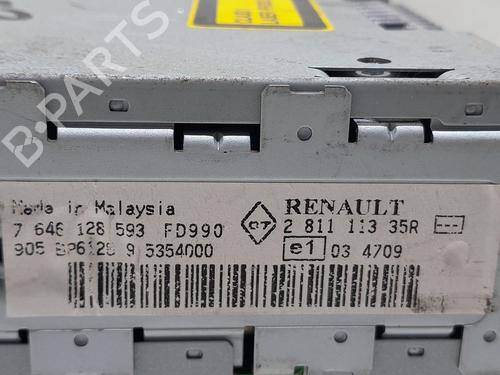 B-PARTS
Made in Malaysia
7 646 128 593 FD990
905 BP6128 9 5354000
RENAULT
2 811 113 35R
e1 03 4709